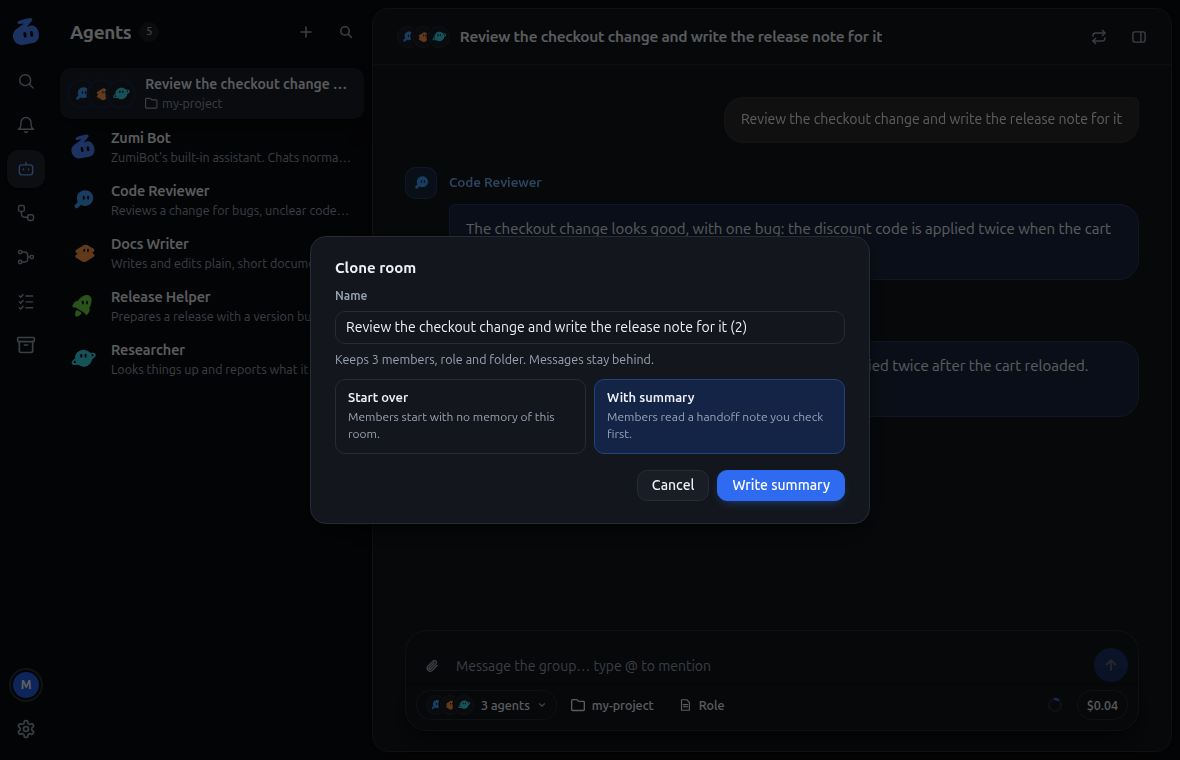 Agents 5
Review the checkout change …
my-project
Zumi Bot
ZumiBot's built-in assistant. Chats norma…
Code Reviewer
Reviews a change for bugs, unclear code…
Docs Writer
Writes and edits plain, short docume
Release Helper
Prepares a release with a version bu
Researcher
Looks things up and reports what it
M
Review the checkout change and write the release note for it
Review the checkout change and write the release note for it
Code Reviewer
The checkout change looks good, with one bug: the discount code is applied twice when the cart
ied twice after the cart reloaded.
Clone room
Name
Review the checkout change and write the release note for it (2)
Keeps 3 members, role and folder. Messages stay behind.
Start over
Members start with no memory of this
room.
With summary
Members read a handoff note you check
first.
Cancel
Write summary
Message the group… type @ to mention
3 agents
my-project
Role
$0.04